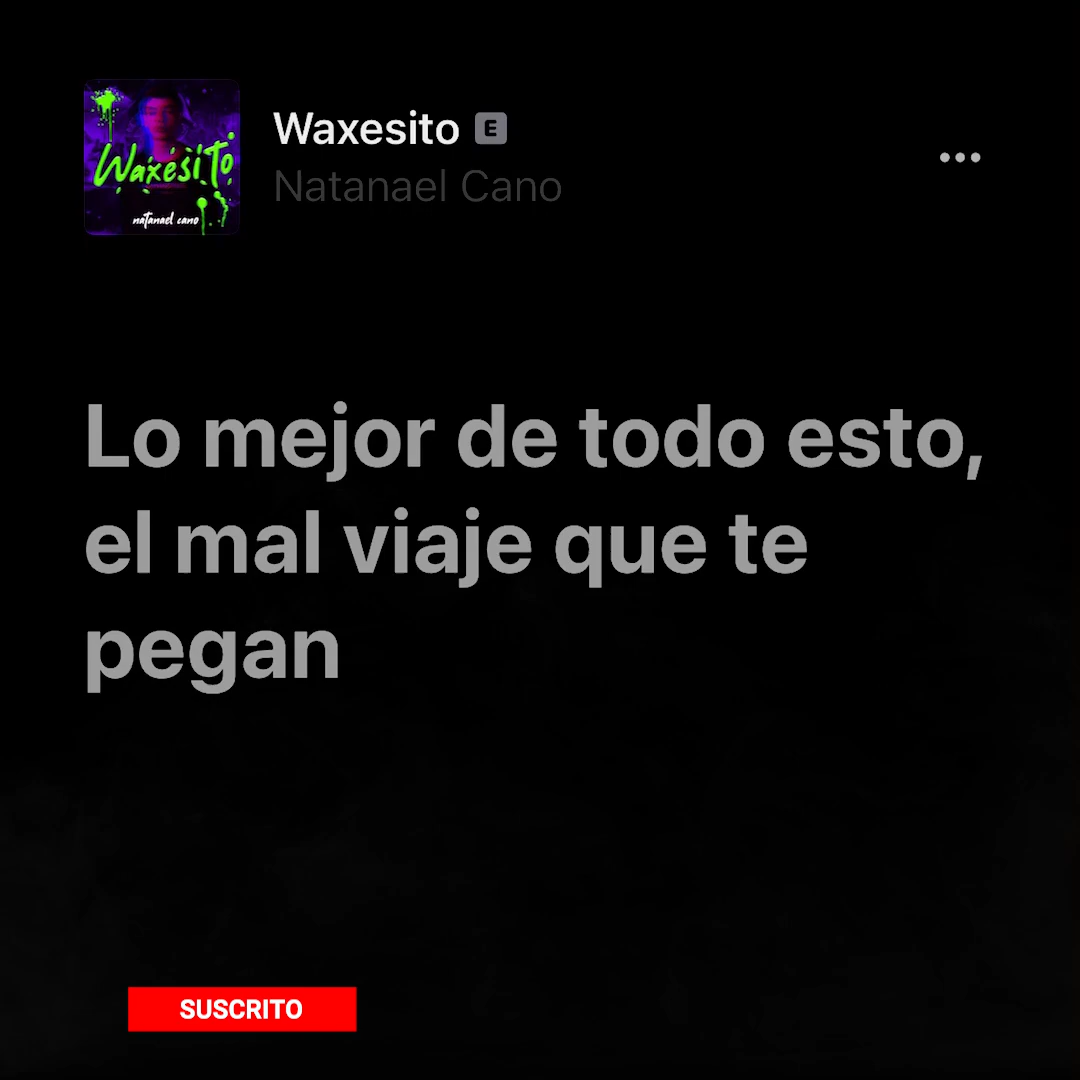 Waxesito
natanael cano
Waxesito E
Natanael Cano
Lo mejor de todo esto,
el mal viaje que te
pegan
SUSCRITO